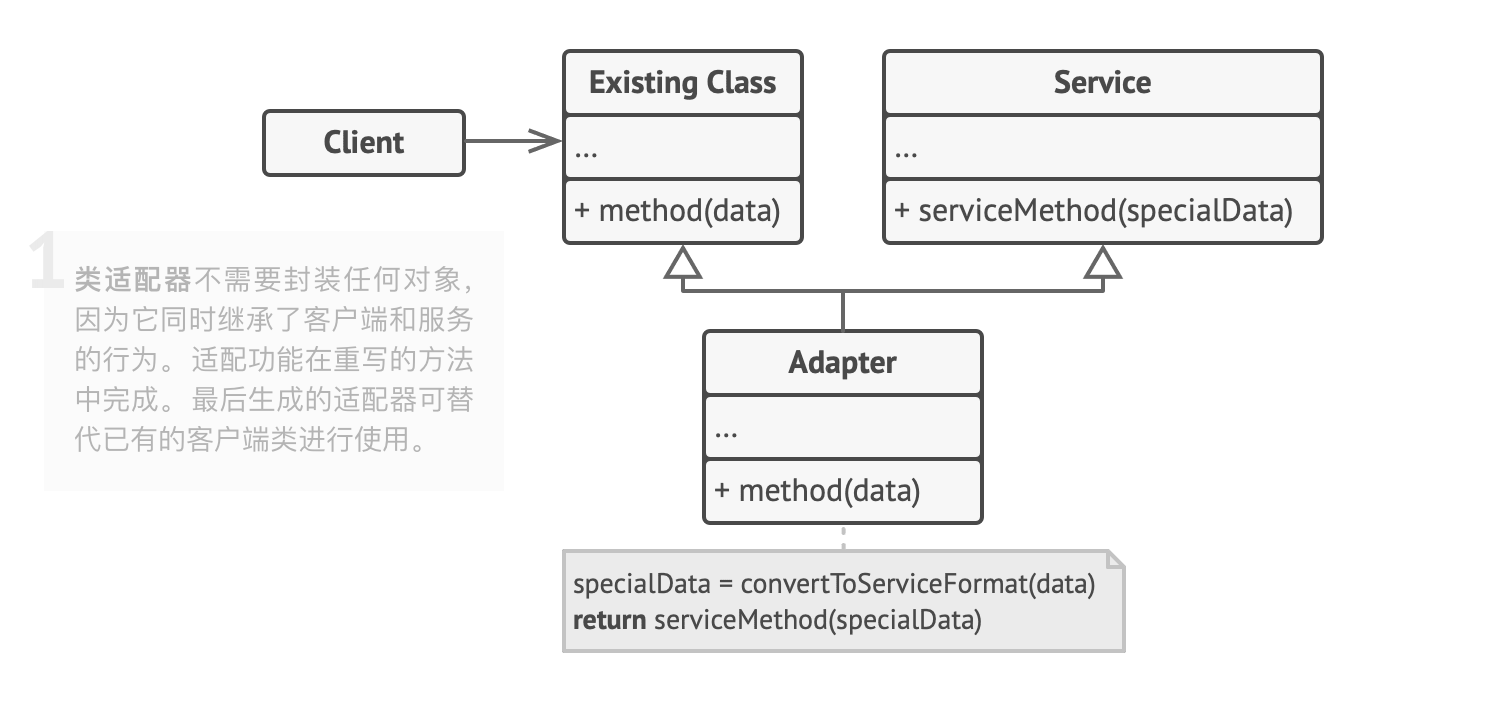 Client
Existing Class
...
+ method(data)
Service
...
+ serviceMethod(specialData)
1
类适配器不需要封装任何对象，
因为它同时继承了客户端和服务
的行为。适配功能在重写的方法
中完成。最后生成的适配器可替
代已有的客户端类进行使用。
Adapter
...
+ method(data)
specialData = convertToServiceFormat(data)
return serviceMethod(specialData)